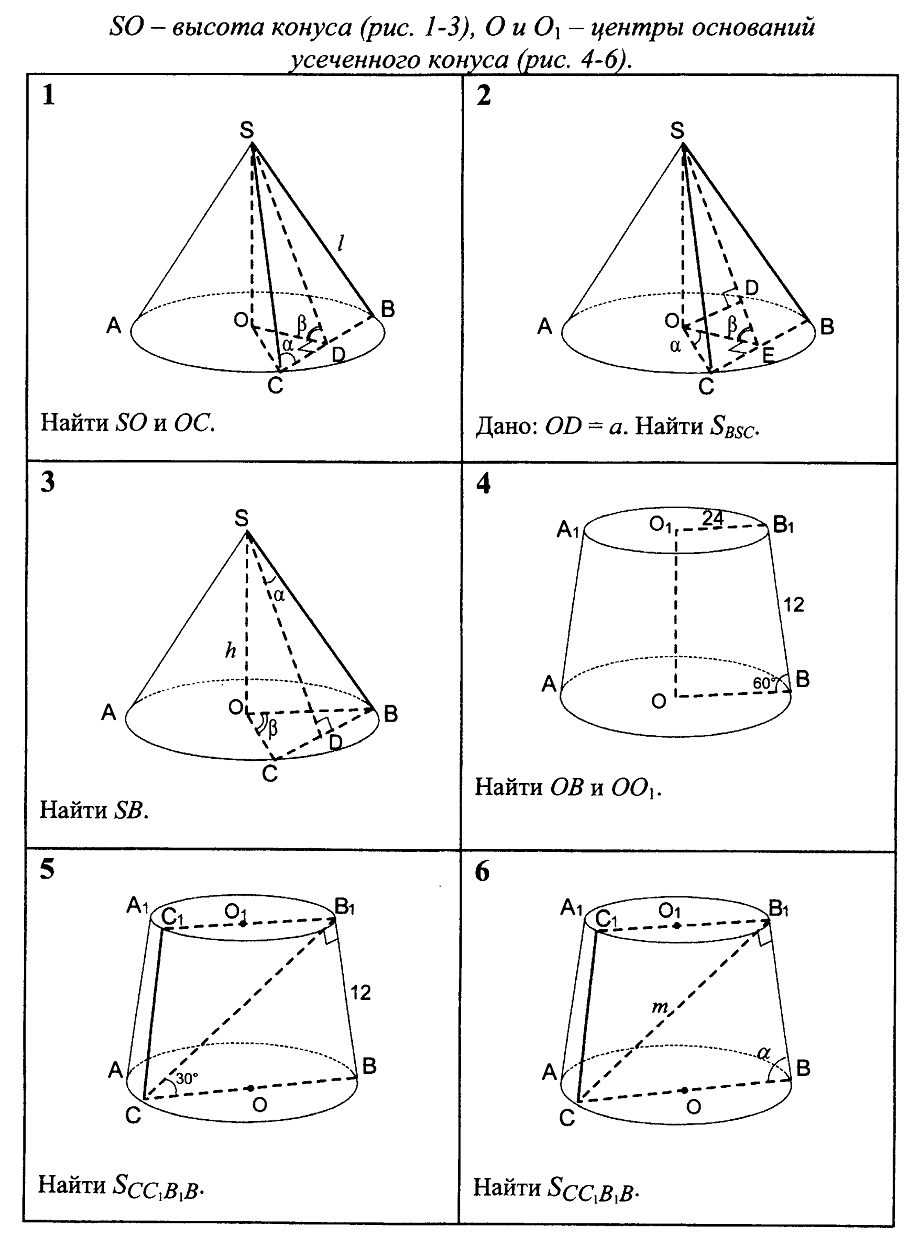 SO – высота конуса (рис. 1-3), O и O₁ – центры оснований
усеченного конуса (рис. 4-6).
1
S
l
A
O
β
α
B
D
C
Найти SO и OC.
2
S
D
A
O
β
α
B
E
C
Дано: OD = a. Найти S_BSC.
3
S
α
h
A
O
β
B
D
C
Найти SB.
4
A₁
O₁
24
B₁
12
A
60°
B
O
Найти OB и OO₁.
5
A₁
C₁
O₁
B₁
12
A
30°
B
C
O
Найти S_CC₁B₁B.
6
A₁
C₁
O₁
B₁
m
A
α
B
C
O
Найти S_CC₁B₁B.